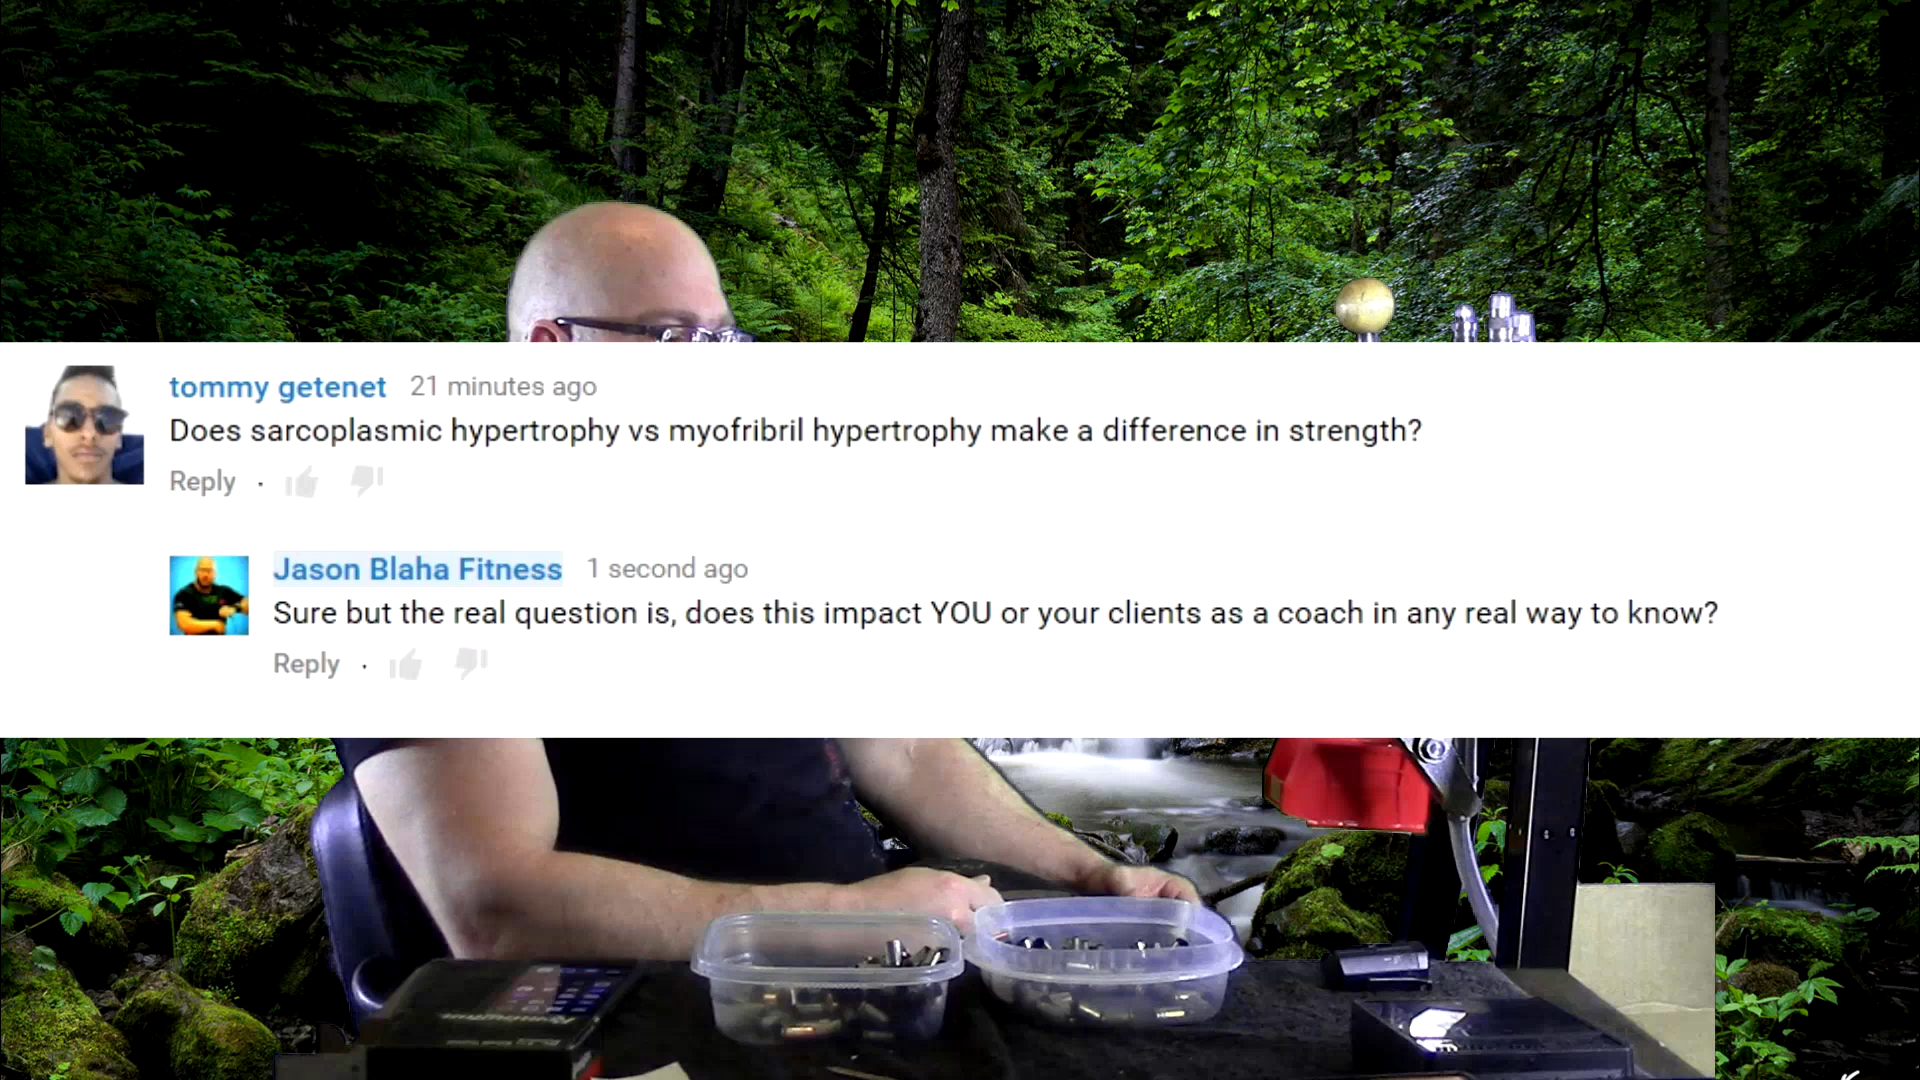 tommy getenet 21 minutes ago
Does sarcoplasmic hypertrophy vs myofribril hypertrophy make a difference in strength?
Reply ·
Jason Blaha Fitness 1 second ago
Sure but the real question is, does this impact YOU or your clients as a coach in any real way to know?
Reply ·